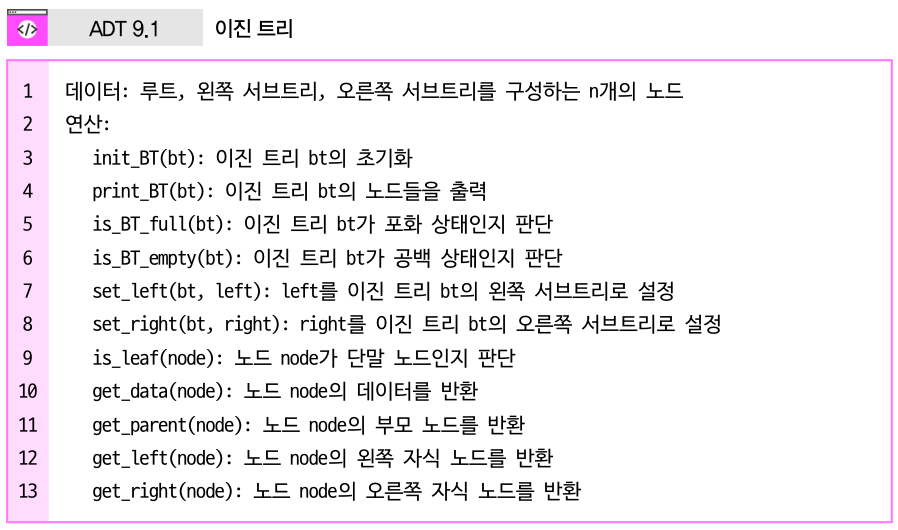 </> ADT 9.1 이진 트리
1 데이터: 루트, 왼쪽 서브트리, 오른쪽 서브트리를 구성하는 n개의 노드
2 연산:
3 init_BT(bt): 이진 트리 bt의 초기화
4 print_BT(bt): 이진 트리 bt의 노드들을 출력
5 is_BT_full(bt): 이진 트리 bt가 포화 상태인지 판단
6 is_BT_empty(bt): 이진 트리 bt가 공백 상태인지 판단
7 set_left(bt, left): left를 이진 트리 bt의 왼쪽 서브트리로 설정
8 set_right(bt, right): right를 이진 트리 bt의 오른쪽 서브트리로 설정
9 is_leaf(node): 노드 node가 단말 노드인지 판단
10 get_data(node): 노드 node의 데이터를 반환
11 get_parent(node): 노드 node의 부모 노드를 반환
12 get_left(node): 노드 node의 왼쪽 자식 노드를 반환
13 get_right(node): 노드 node의 오른쪽 자식 노드를 반환